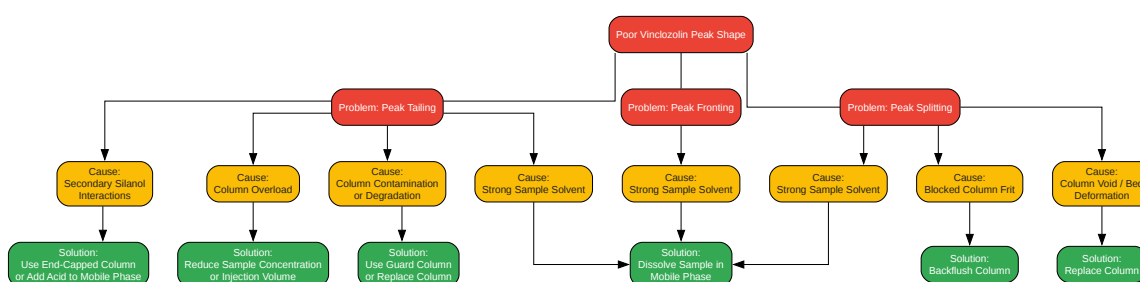 Poor Vinclozolin Peak Shape
Problem: Peak Tailing
Problem: Peak Fronting
Problem: Peak Splitting
Cause:
Secondary Silanol
Interactions
Cause:
Column Overload
Cause:
Column Contamination
or Degradation
Cause:
Strong Sample Solvent
Cause:
Strong Sample Solvent
Cause:
Strong Sample Solvent
Cause:
Blocked Column Frit
Cause:
Column Void / Bed
Deformation
Solution:
Use End-Capped Column
or Add Acid to Mobile Phase
Solution:
Reduce Sample Concentration
or Injection Volume
Solution:
Use Guard Column
or Replace Column
Solution:
Dissolve Sample in
Mobile Phase
Solution:
Backflush Column
Solution:
Replace Column